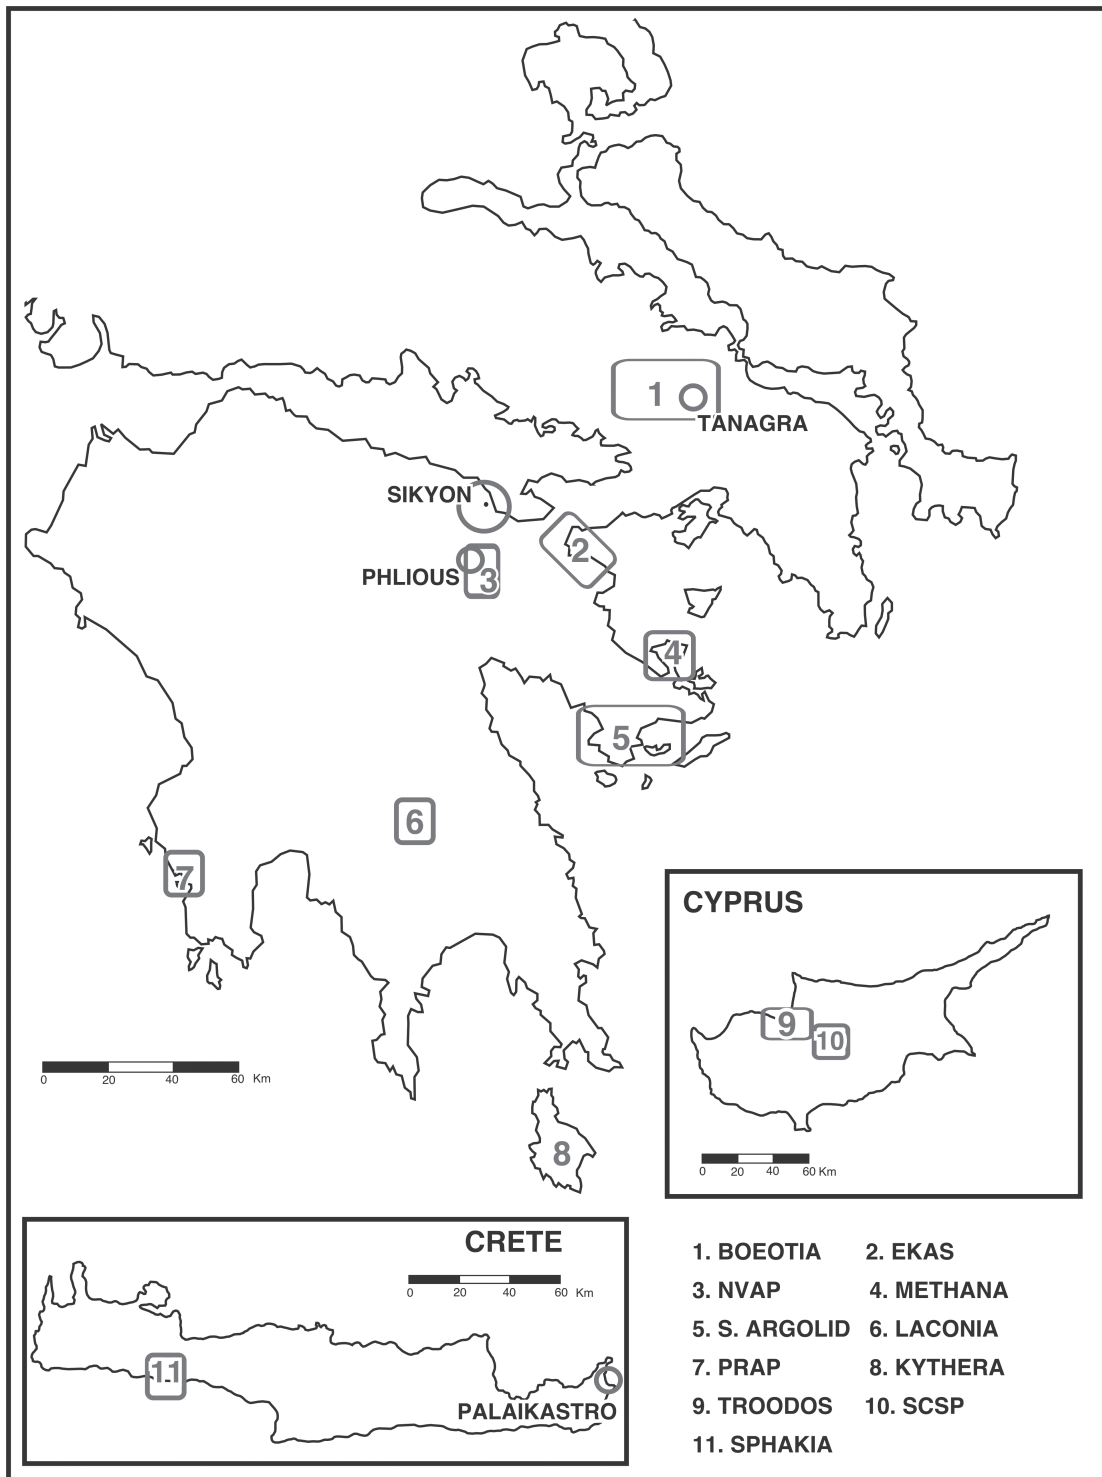 1
TANAGRA
SIKYON
2
PHLIOUS
3
4
5
6
7
CYPRUS
9
10
0 20 40 60 Km
0 20 40 60 Km
8
CRETE
0 20 40 60 Km
11
PALAIKASTRO
1. BOEOTIA 2. EKAS
3. NVAP 4. METHANA
5. S. ARGOLID 6. LACONIA
7. PRAP 8. KYTHERA
9. TROODOS 10. SCSP
11. SPHAKIA